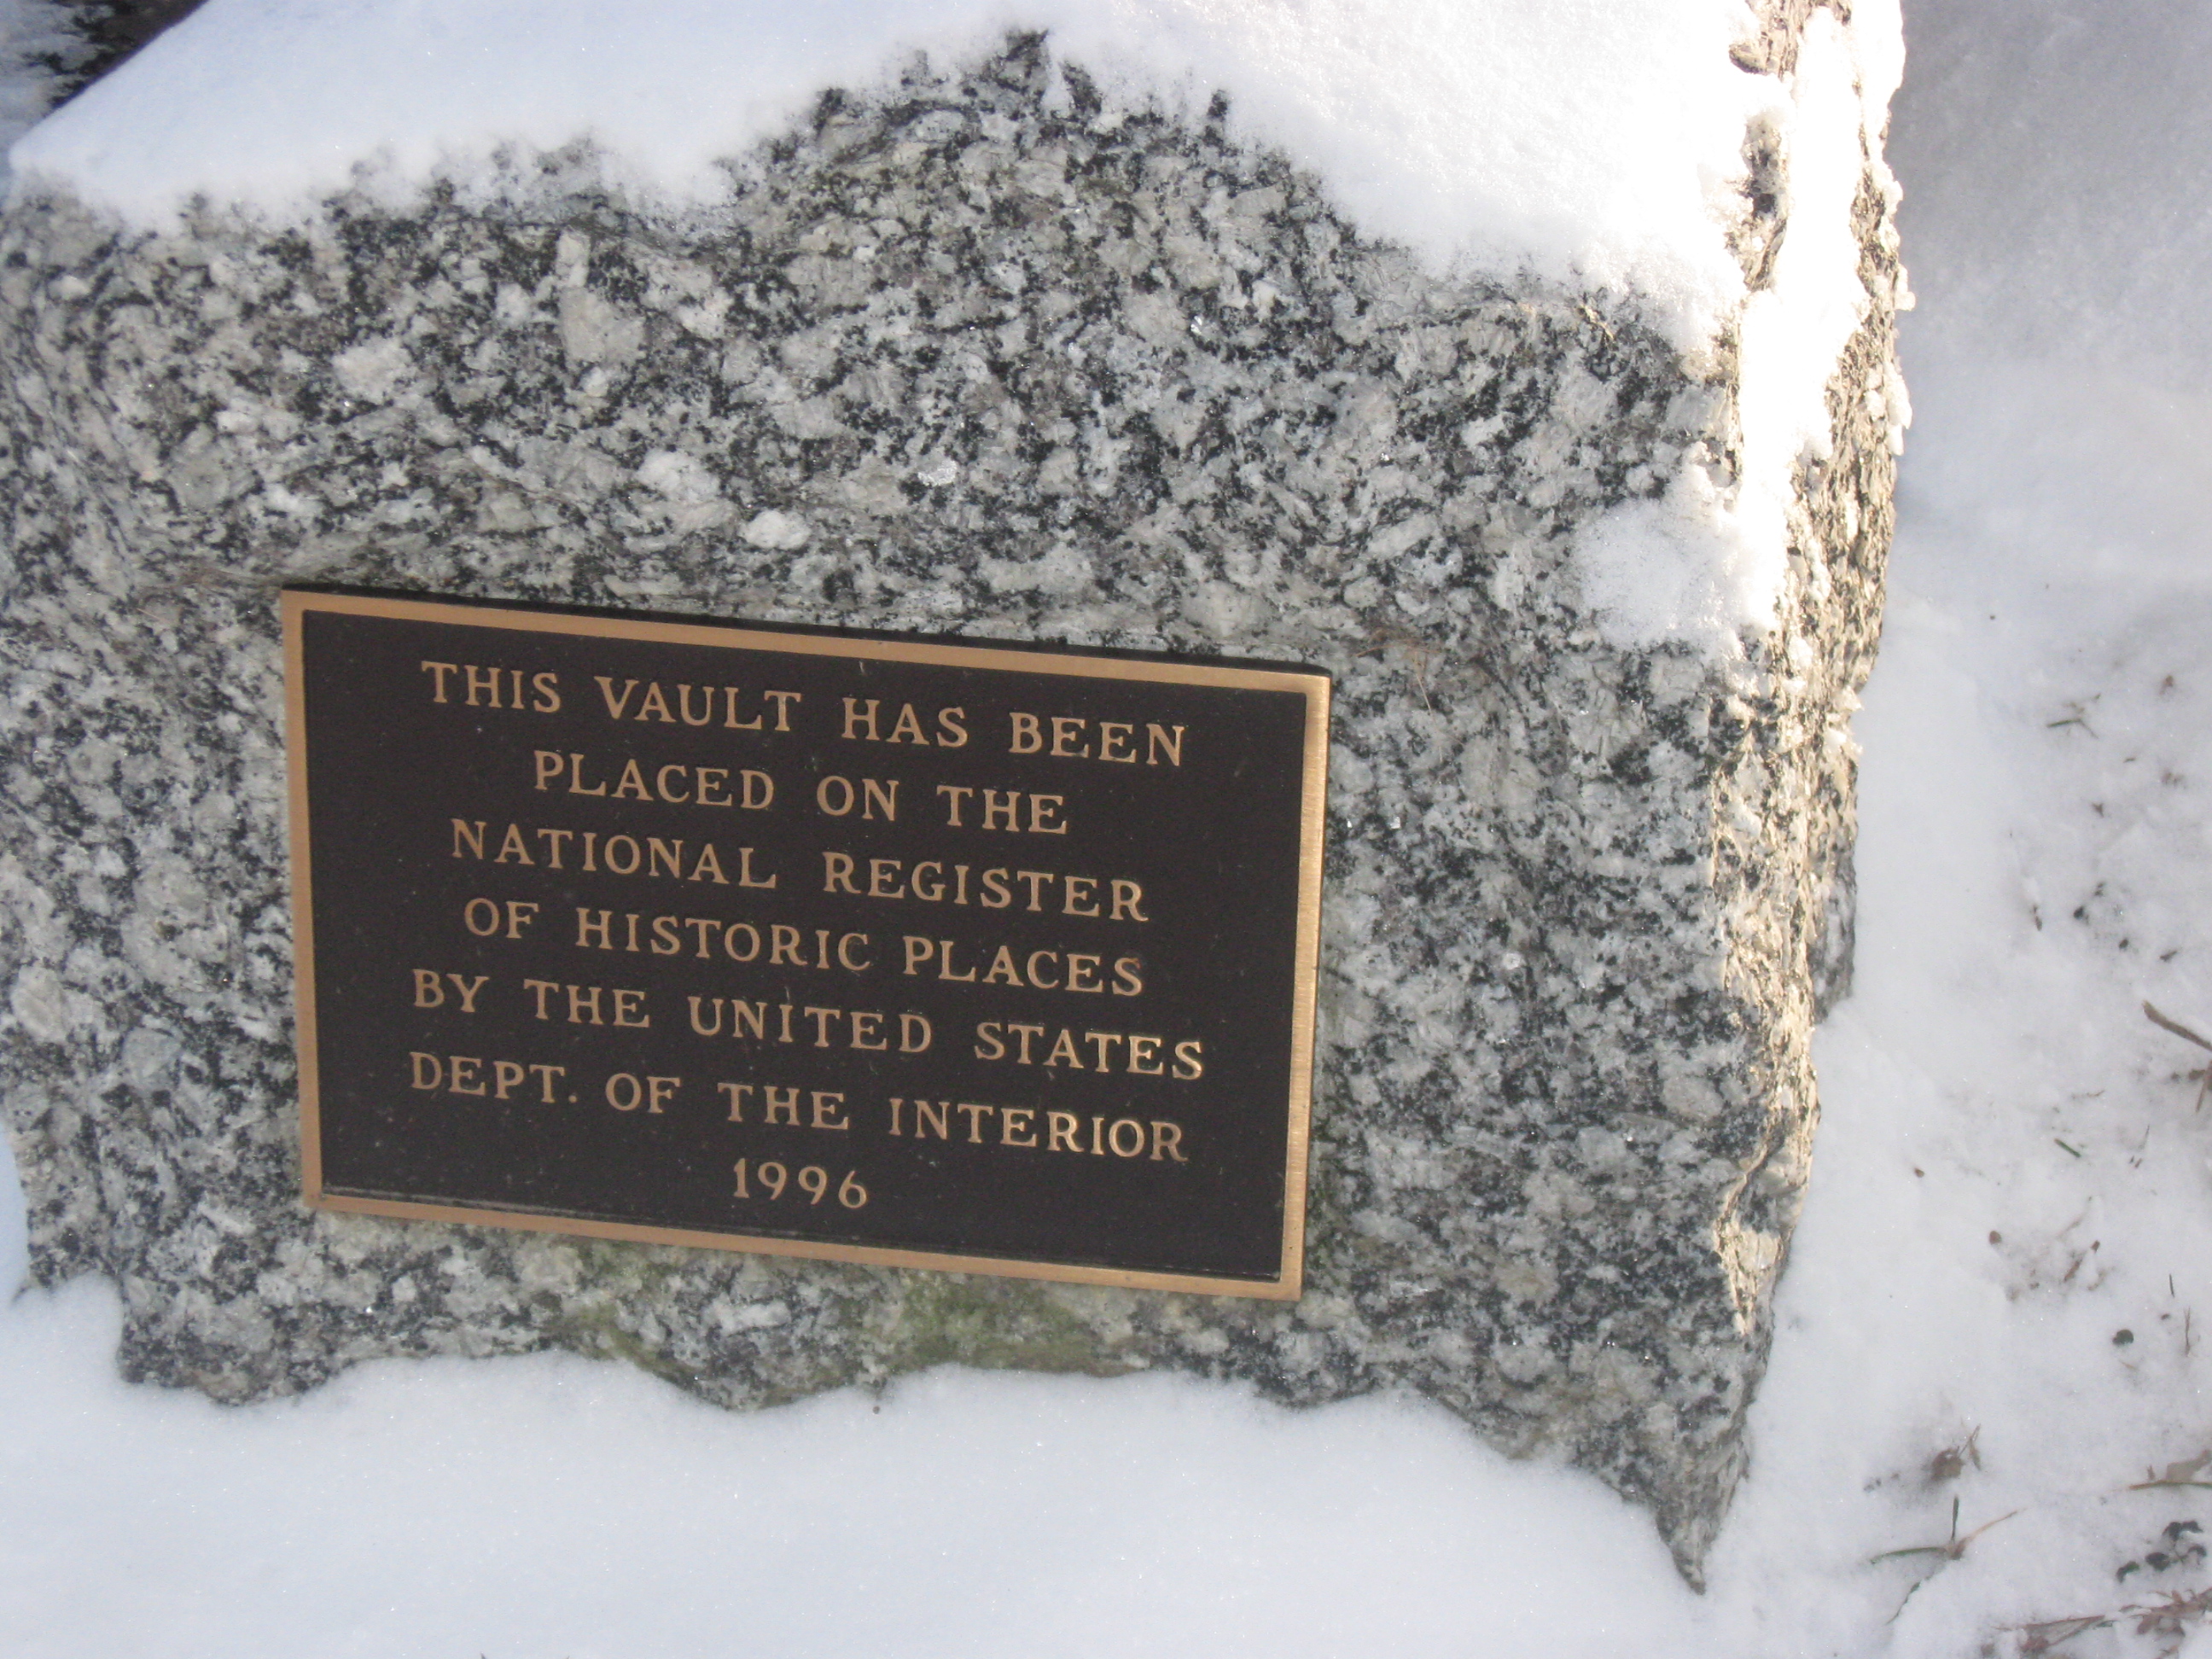 THIS VAULT HAS BEEN
PLACED ON THE
NATIONAL REGISTER
OF HISTORIC PLACES
BY THE UNITED STATES
DEPT. OF THE INTERIOR
1996